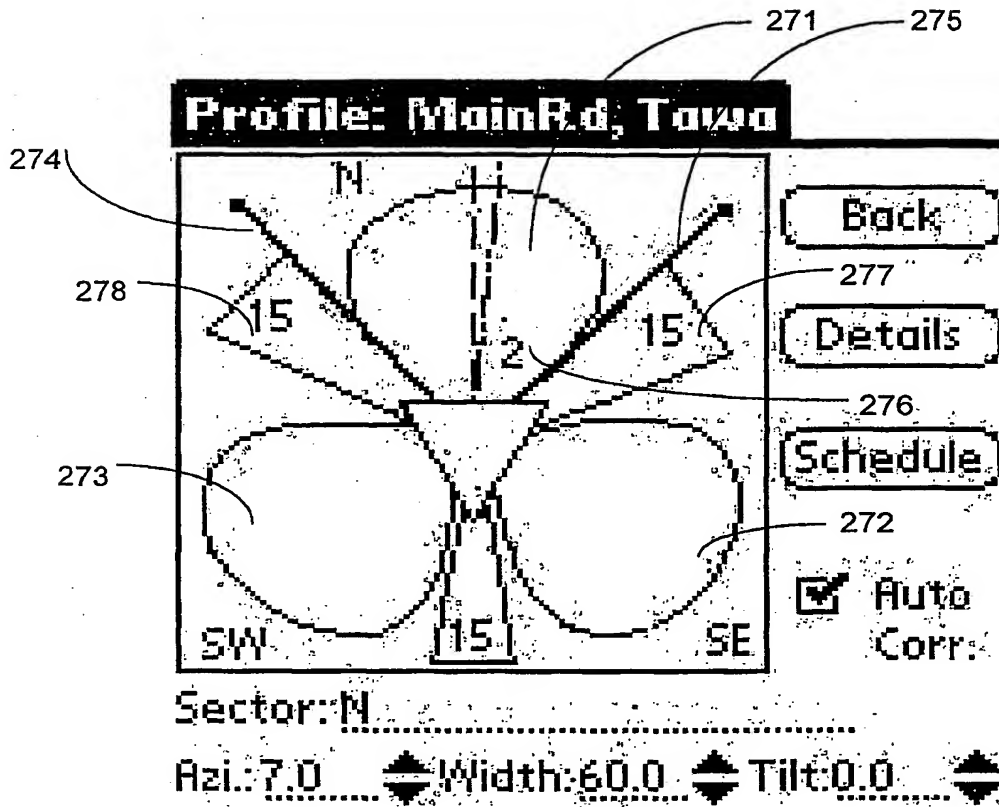 271
275
Profile: MainRd, Tawa
274
N
Back
278
15
15
277
Details
2
276
Schedule
273
272
Auto
Corr.
15
SW
SE
Sector: N
Azi.: 7.0 Width: 60.0 Tilt: 0.0